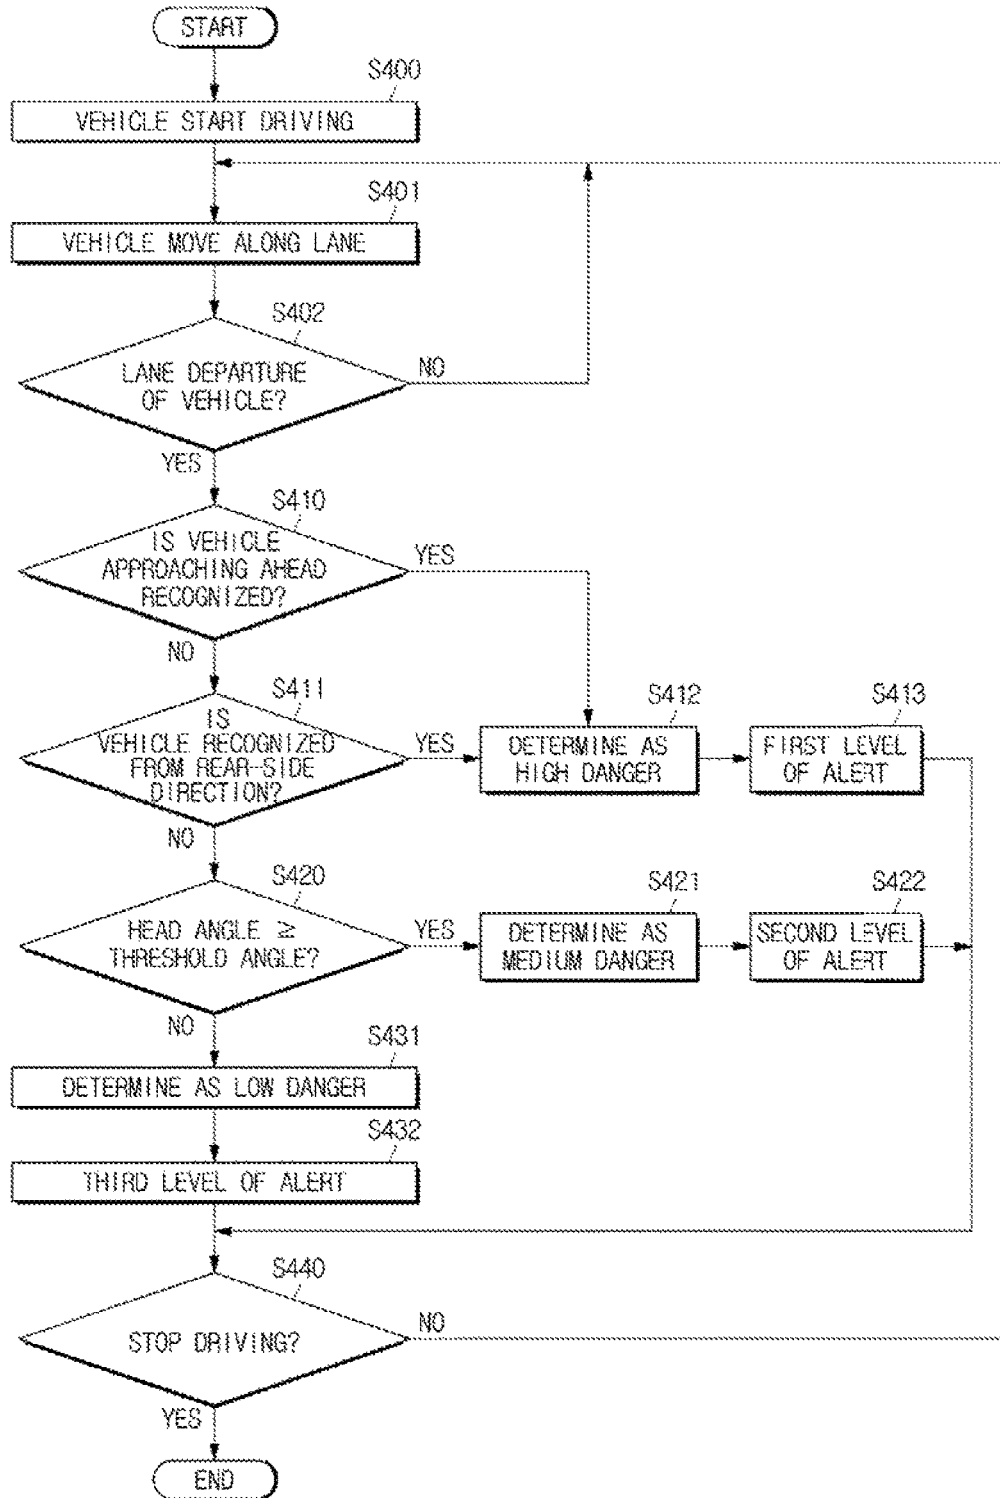 START
S400
VEHICLE START DRIVING
S401
VEHICLE MOVE ALONG LANE
S402
LANE DEPARTURE
OF VEHICLE?
NO
YES
S410
IS VEHICLE
APPROACHING AHEAD
RECOGNIZED?
YES
NO
S411
IS
VEHICLE RECOGNIZED
FROM REAR-SIDE
DIRECTION?
YES
NO
S412
DETERMINE AS
HIGH DANGER
S413
FIRST LEVEL
OF ALERT
S420
HEAD ANGLE ≥
THRESHOLD ANGLE?
YES
NO
S421
DETERMINE AS
MEDIUM DANGER
S422
SECOND LEVEL
OF ALERT
S431
DETERMINE AS LOW DANGER
S432
THIRD LEVEL OF ALERT
S440
STOP DRIVING?
NO
YES
END